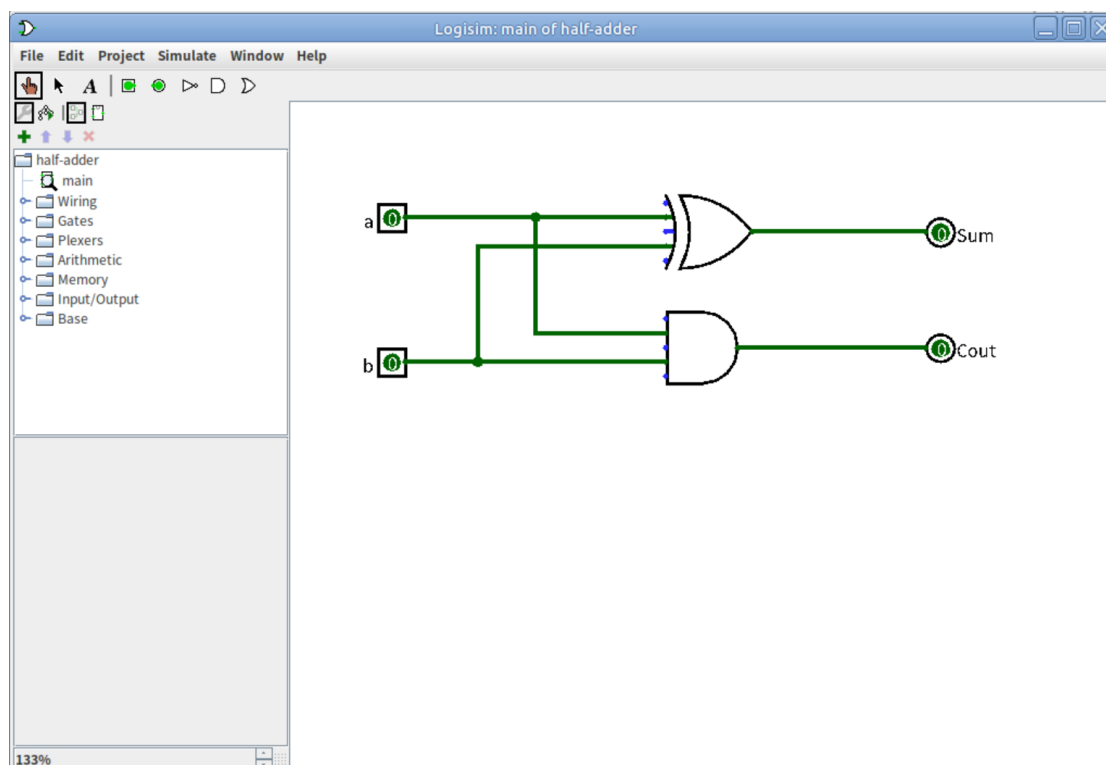 Logisim: main of half-adder
File Edit Project Simulate Window Help
A
half-adder
main
Wiring
Gates
Plexers
Arithmetic
Memory
Input/Output
Base
a 0
0 Sum
b 0
0 Cout
133%